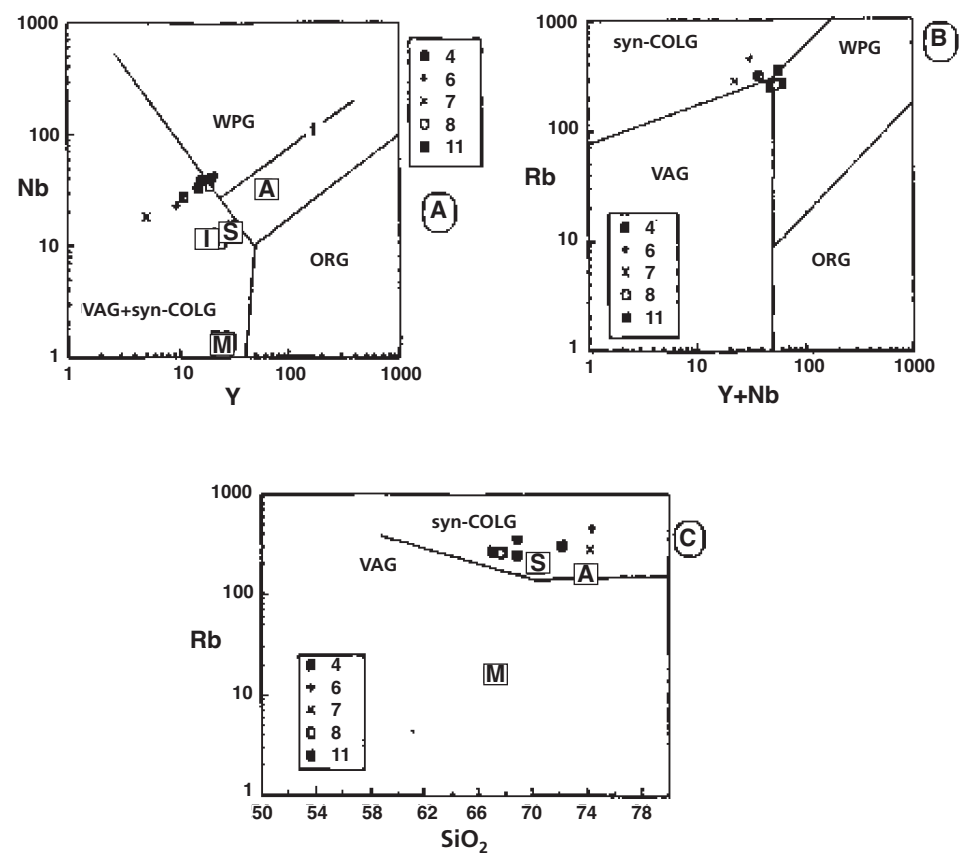 1000
Nb
100
10
1
WPG
A
I
S
ORG
VAG+syn-COLG
M
1
10
100
1000
Y
4
6
7
8
11
A
1000
Rb
100
10
1
syn-COLG
WPG
VAG
ORG
4
6
7
8
11
1
10
100
1000
Y+Nb
B
1000
Rb
100
10
1
syn-COLG
VAG
S
A
M
4
6
7
8
11
50 54 58 62 66 70 74 78
SiO₂
C